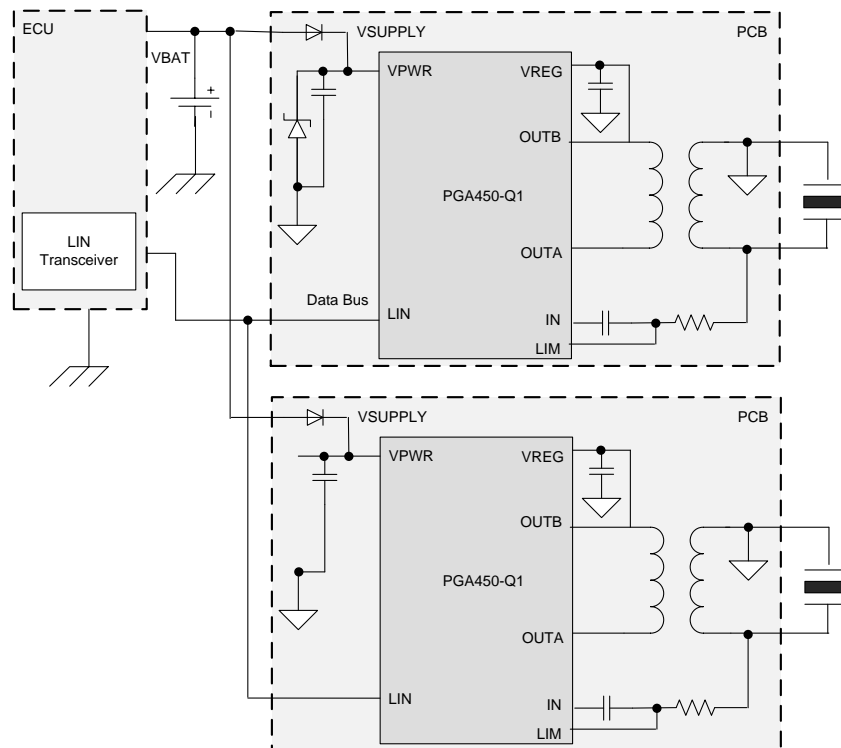 ECU
VBAT
+
-
LIN
Transceiver
VSUPPLY
PCB
VPWR
VREG
OUTB
PGA450-Q1
OUTA
Data Bus
LIN
IN
LIM
VSUPPLY
PCB
VPWR
VREG
OUTB
PGA450-Q1
OUTA
LIN
IN
LIM